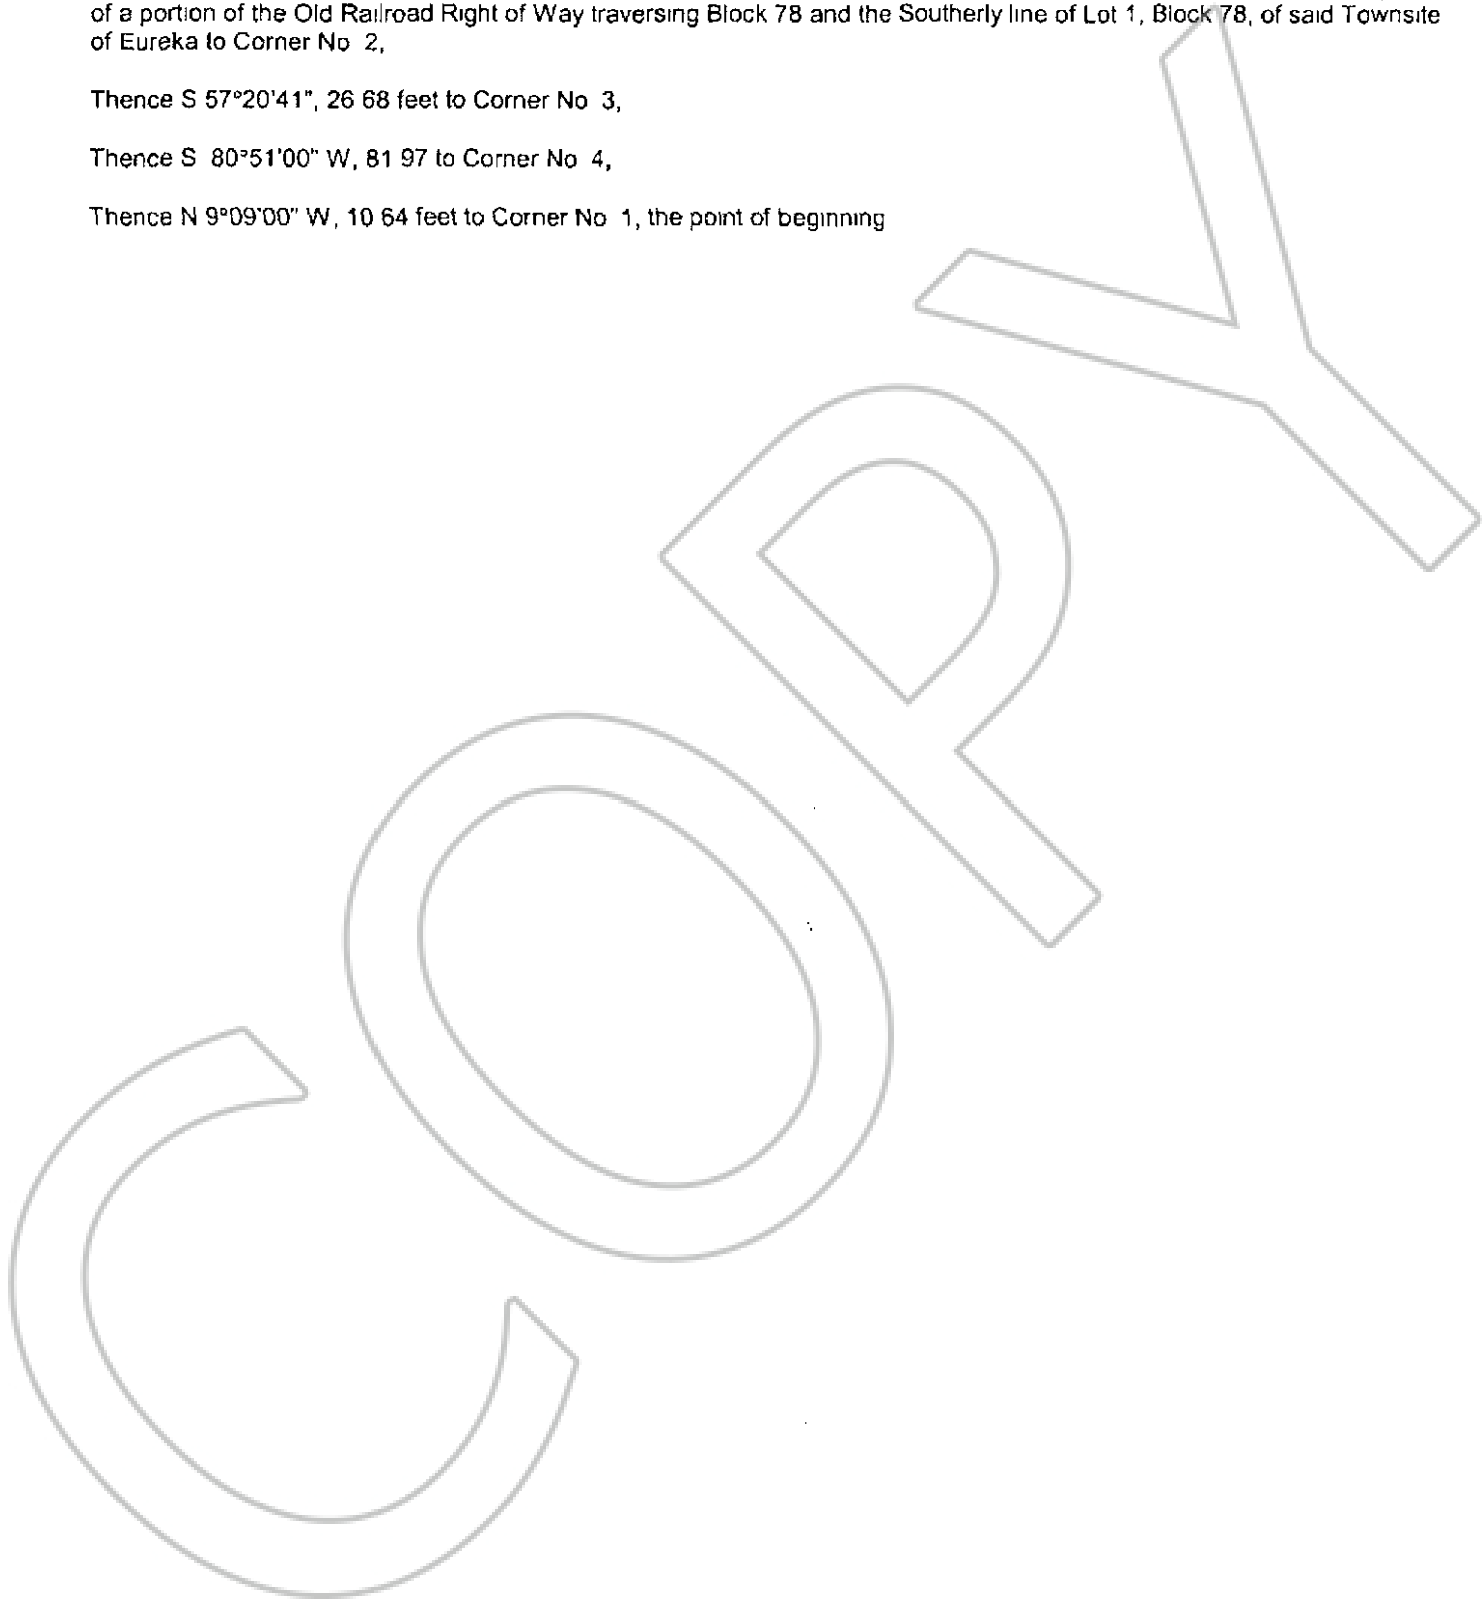 of a portion of the Old Railroad Right of Way traversing Block 78 and the Southerly line of Lot 1, Block 78, of said Townsite
of Eureka to Corner No 2,
Thence S 57°20'41", 26 68 feet to Corner No 3,
Thence S 80°51'00" W, 81 97 to Corner No 4,
Thence N 9°09'00" W, 10 64 feet to Corner No 1, the point of beginning
COPY